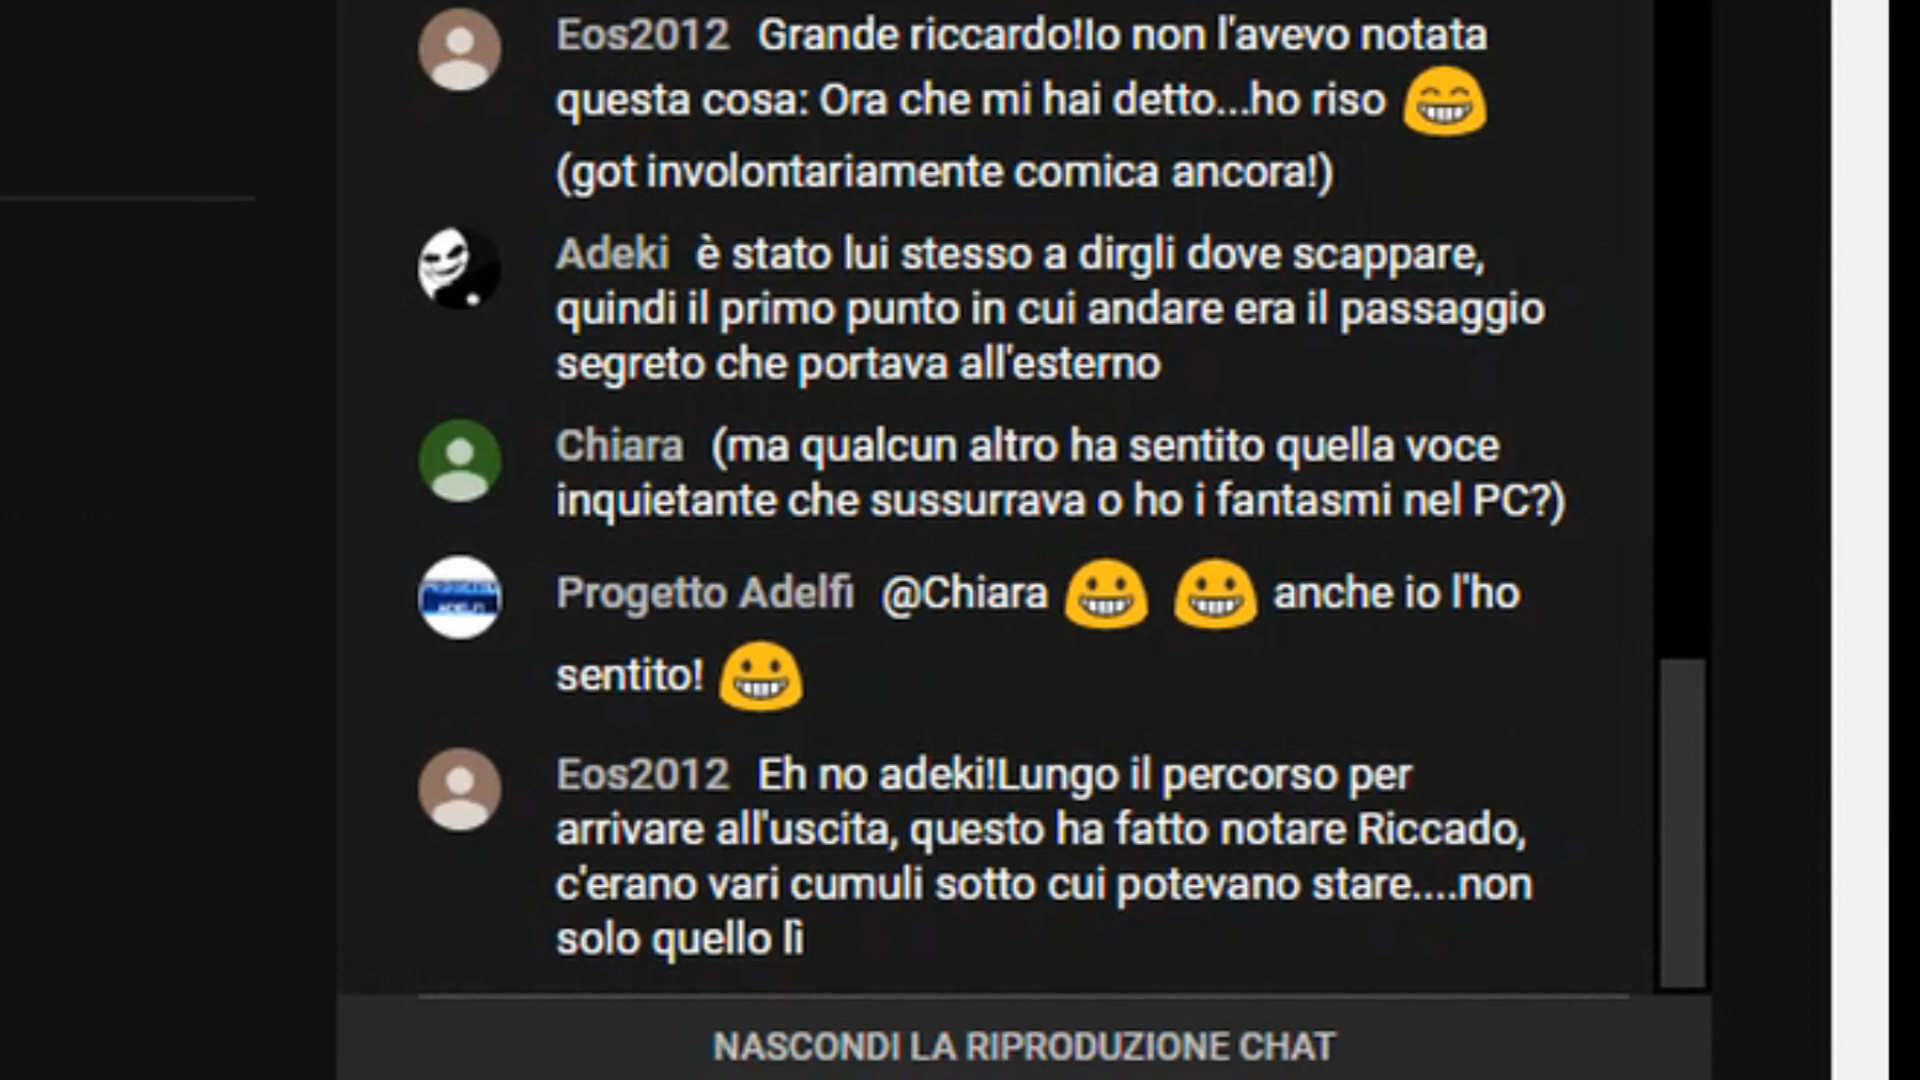 Eos2012 Grande riccardo!Io non l'avevo notata
questa cosa: Ora che mi hai detto...ho riso 😁
(got involontariamente comica ancora!)
Adeki è stato lui stesso a dirgli dove scappare,
quindi il primo punto in cui andare era il passaggio
segreto che portava all'esterno
Chiara (ma qualcun altro ha sentito quella voce
inquietante che sussurrava o ho i fantasmi nel PC?)
Progetto Adelfi @Chiara 😀 😀 anche io l'ho
sentito! 😀
Eos2012 Eh no adeki!Lungo il percorso per
arrivare all'uscita, questo ha fatto notare Riccado,
c'erano vari cumuli sotto cui potevano stare....non
solo quello lì
NASCONDI LA RIPRODUZIONE CHAT